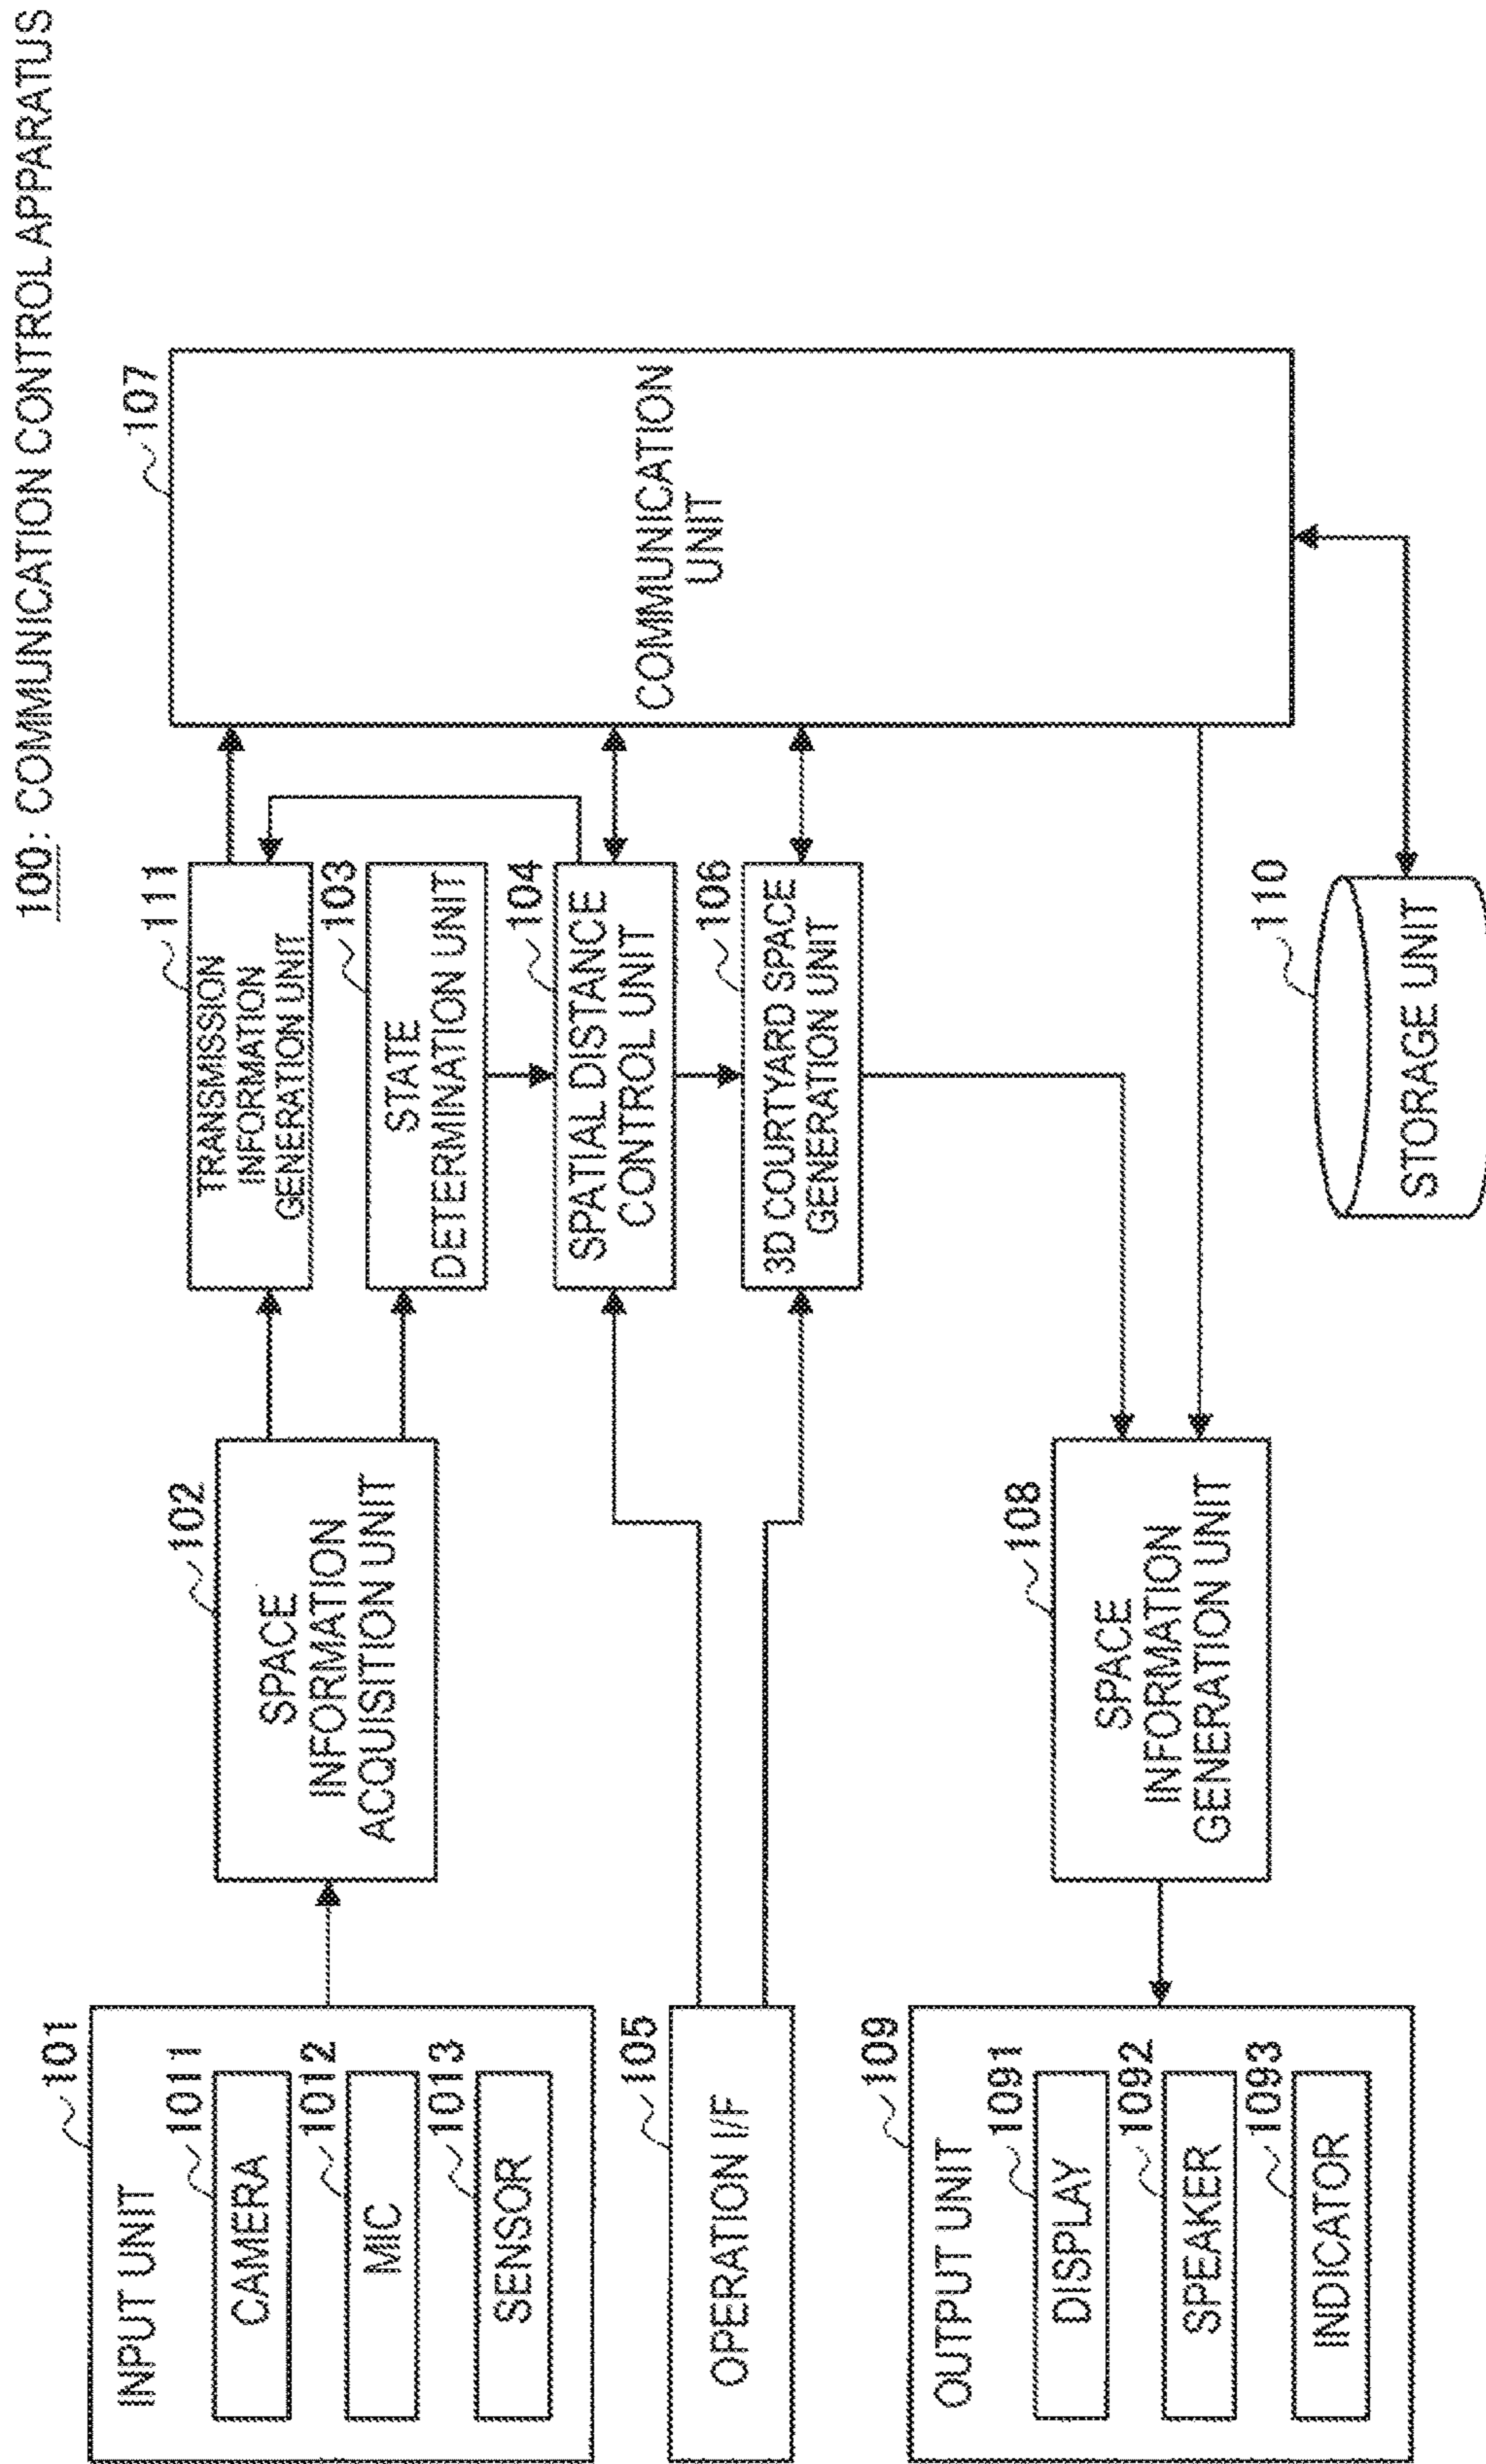 100: COMMUNICATION CONTROL APPARATUS
101
INPUT UNIT
1011
CAMERA
1012
MIC
1013
SENSOR
102
SPACE
INFORMATION
ACQUISITION UNIT
111
TRANSMISSION
INFORMATION
GENERATION UNIT
103
STATE
DETERMINATION UNIT
104
SPATIAL DISTANCE
CONTROL UNIT
105
OPERATION I/F
106
3D COURTYARD SPACE
GENERATION UNIT
107
COMMUNICATION
UNIT
108
SPACE
INFORMATION
GENERATION UNIT
109
OUTPUT UNIT
1091
DISPLAY
1092
SPEAKER
1093
INDICATOR
110
STORAGE UNIT